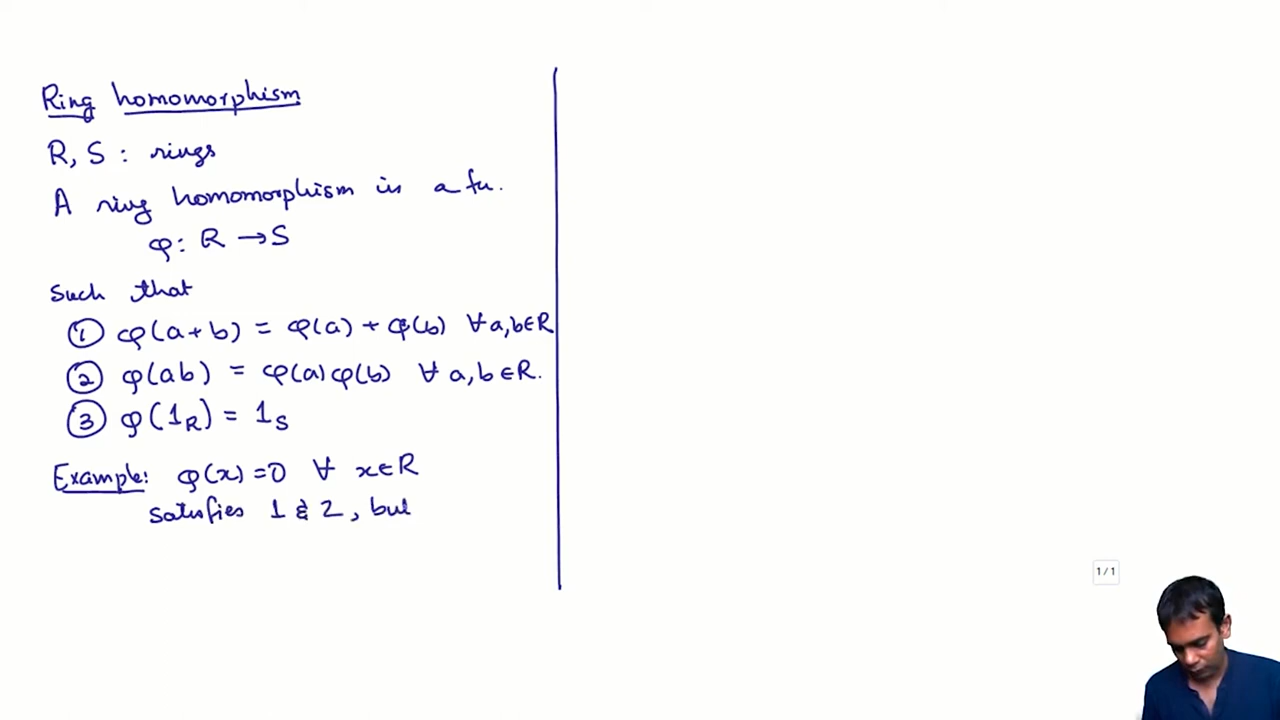 Ring homomorphism
R, S : rings
A ring homomorphism is a fn.
φ: R → S
Such that
① φ(a+b) = φ(a) + φ(b) ∀ a,b∈R
② φ(ab) = φ(a)φ(b) ∀ a,b ∈R.
③ φ(1_R) = 1_S
Example: φ(x) = 0 ∀ x∈R
satisfies 1 & 2, but
1 / 1